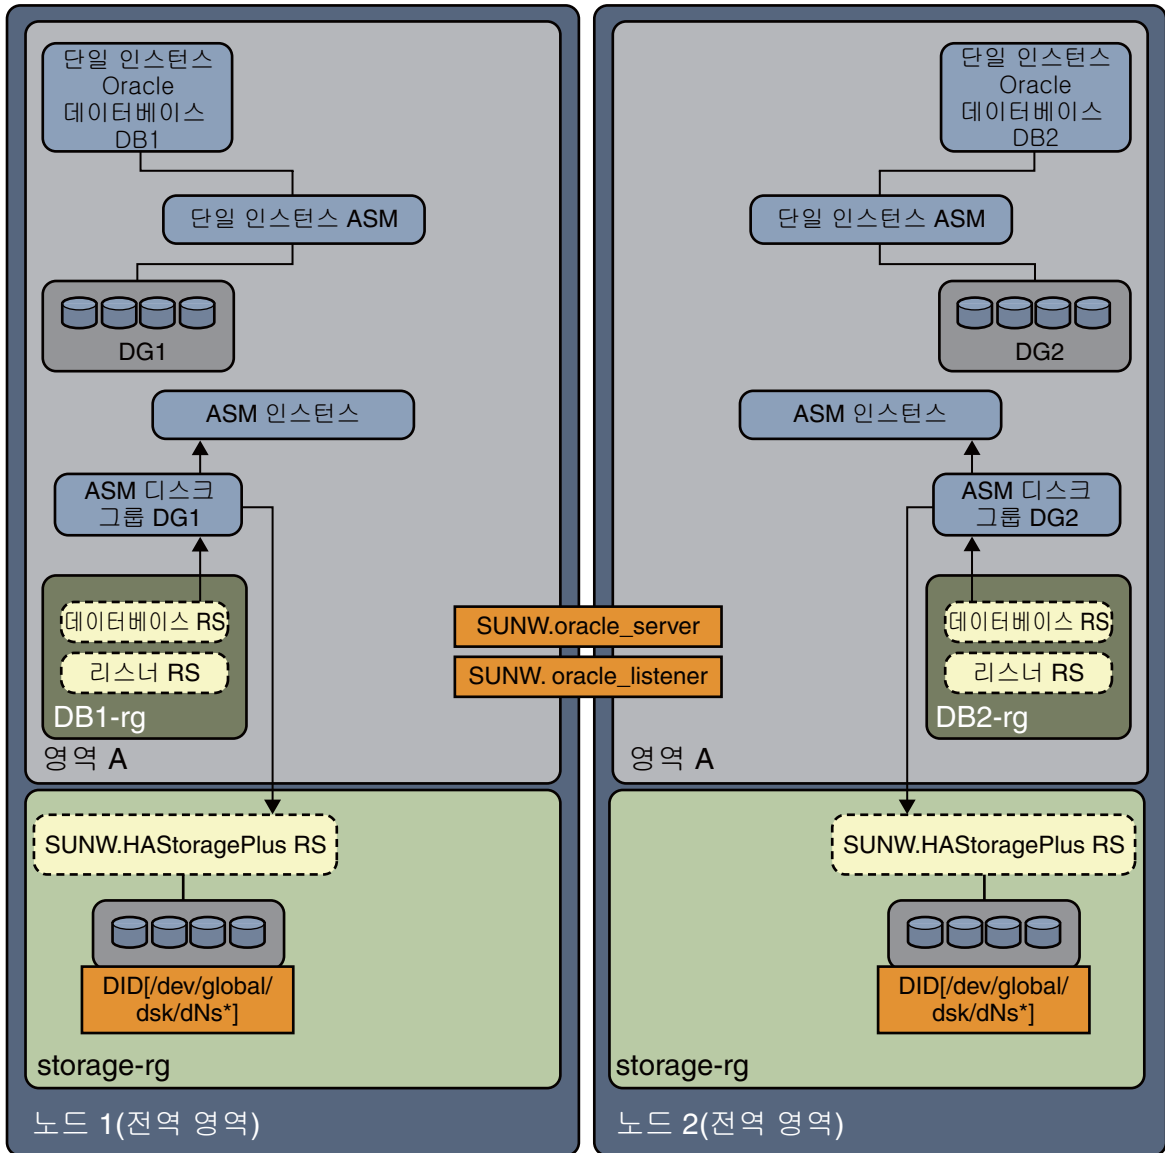 단일 인스턴스
Oracle
데이터베이스
DB1
단일 인스턴스 ASM
DG1
ASM 인스턴스
ASM 디스크
그룹 DG1
데이터베이스 RS
리스너 RS
DB1-rg
영역 A
SUNW.HAStoragePlus RS
DID[/dev/global/
dsk/dNs*]
storage-rg
노드 1(전역 영역)
SUNW.oracle_server
SUNW. oracle_listener
단일 인스턴스
Oracle
데이터베이스
DB2
단일 인스턴스 ASM
DG2
ASM 인스턴스
ASM 디스크
그룹 DG2
데이터베이스 RS
리스너 RS
DB2-rg
영역 A
SUNW.HAStoragePlus RS
DID[/dev/global/
dsk/dNs*]
storage-rg
노드 2(전역 영역)